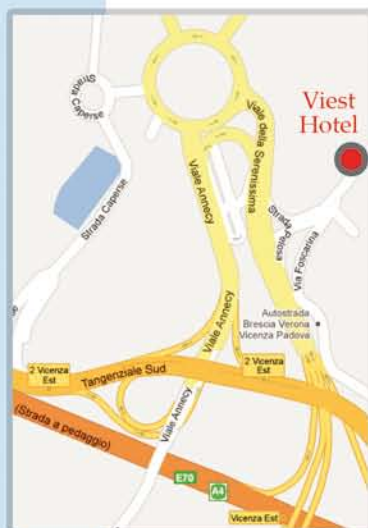 Viest
Hotel
Strada Caperse
Viale della Serenissima
Viale Annecy
Strada Caperse
Strada Pelosa
Via Foscarina
Autostrada
Brescia Verona
Vicenza Padova
Viale Annecy
2 Vicenza
Est
Tangenziale Sud
2 Vicenza
Est
Viale Annecy
(Strada a pedaggio)
E70
A4
Vicenza Est